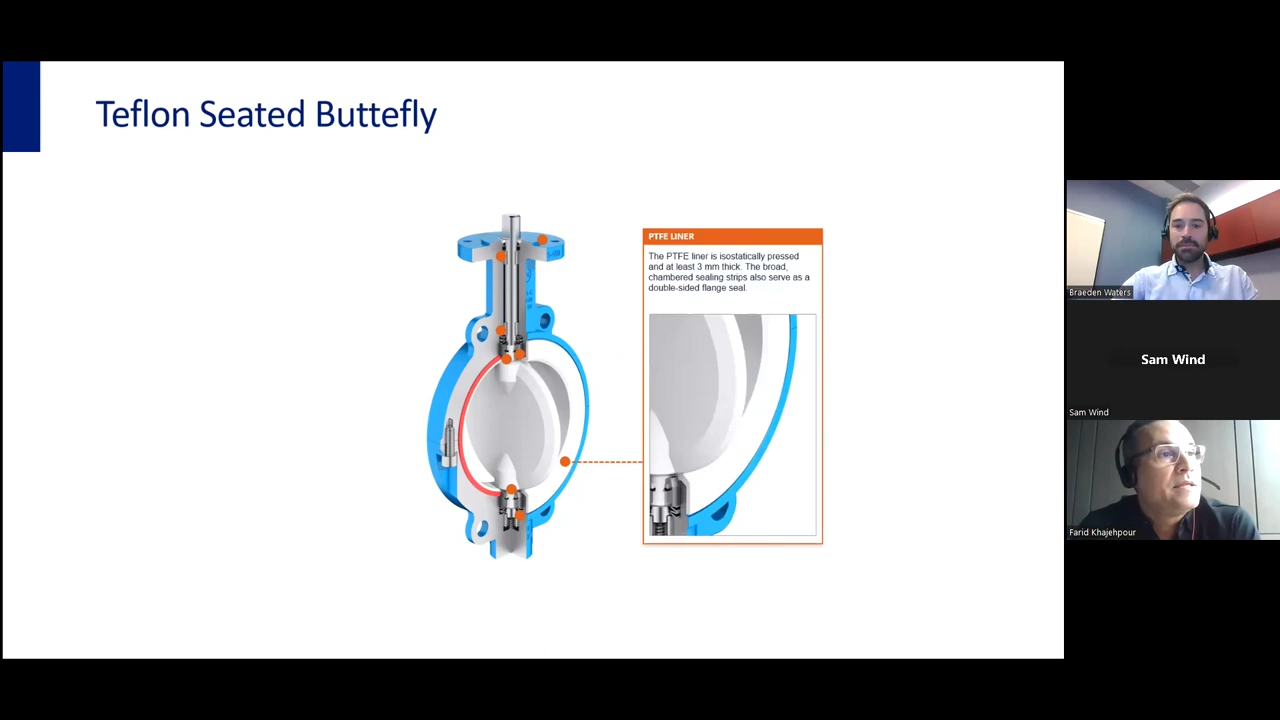 Teflon Seated Buttefly
PTFE LINER
The PTFE liner is isostatically pressed
and at least 3 mm thick. The broad,
chambered sealing strips also serve as a
double-sided flange seal.
Braeden Waters
Sam Wind
Sam Wind
Farid Khajehpour